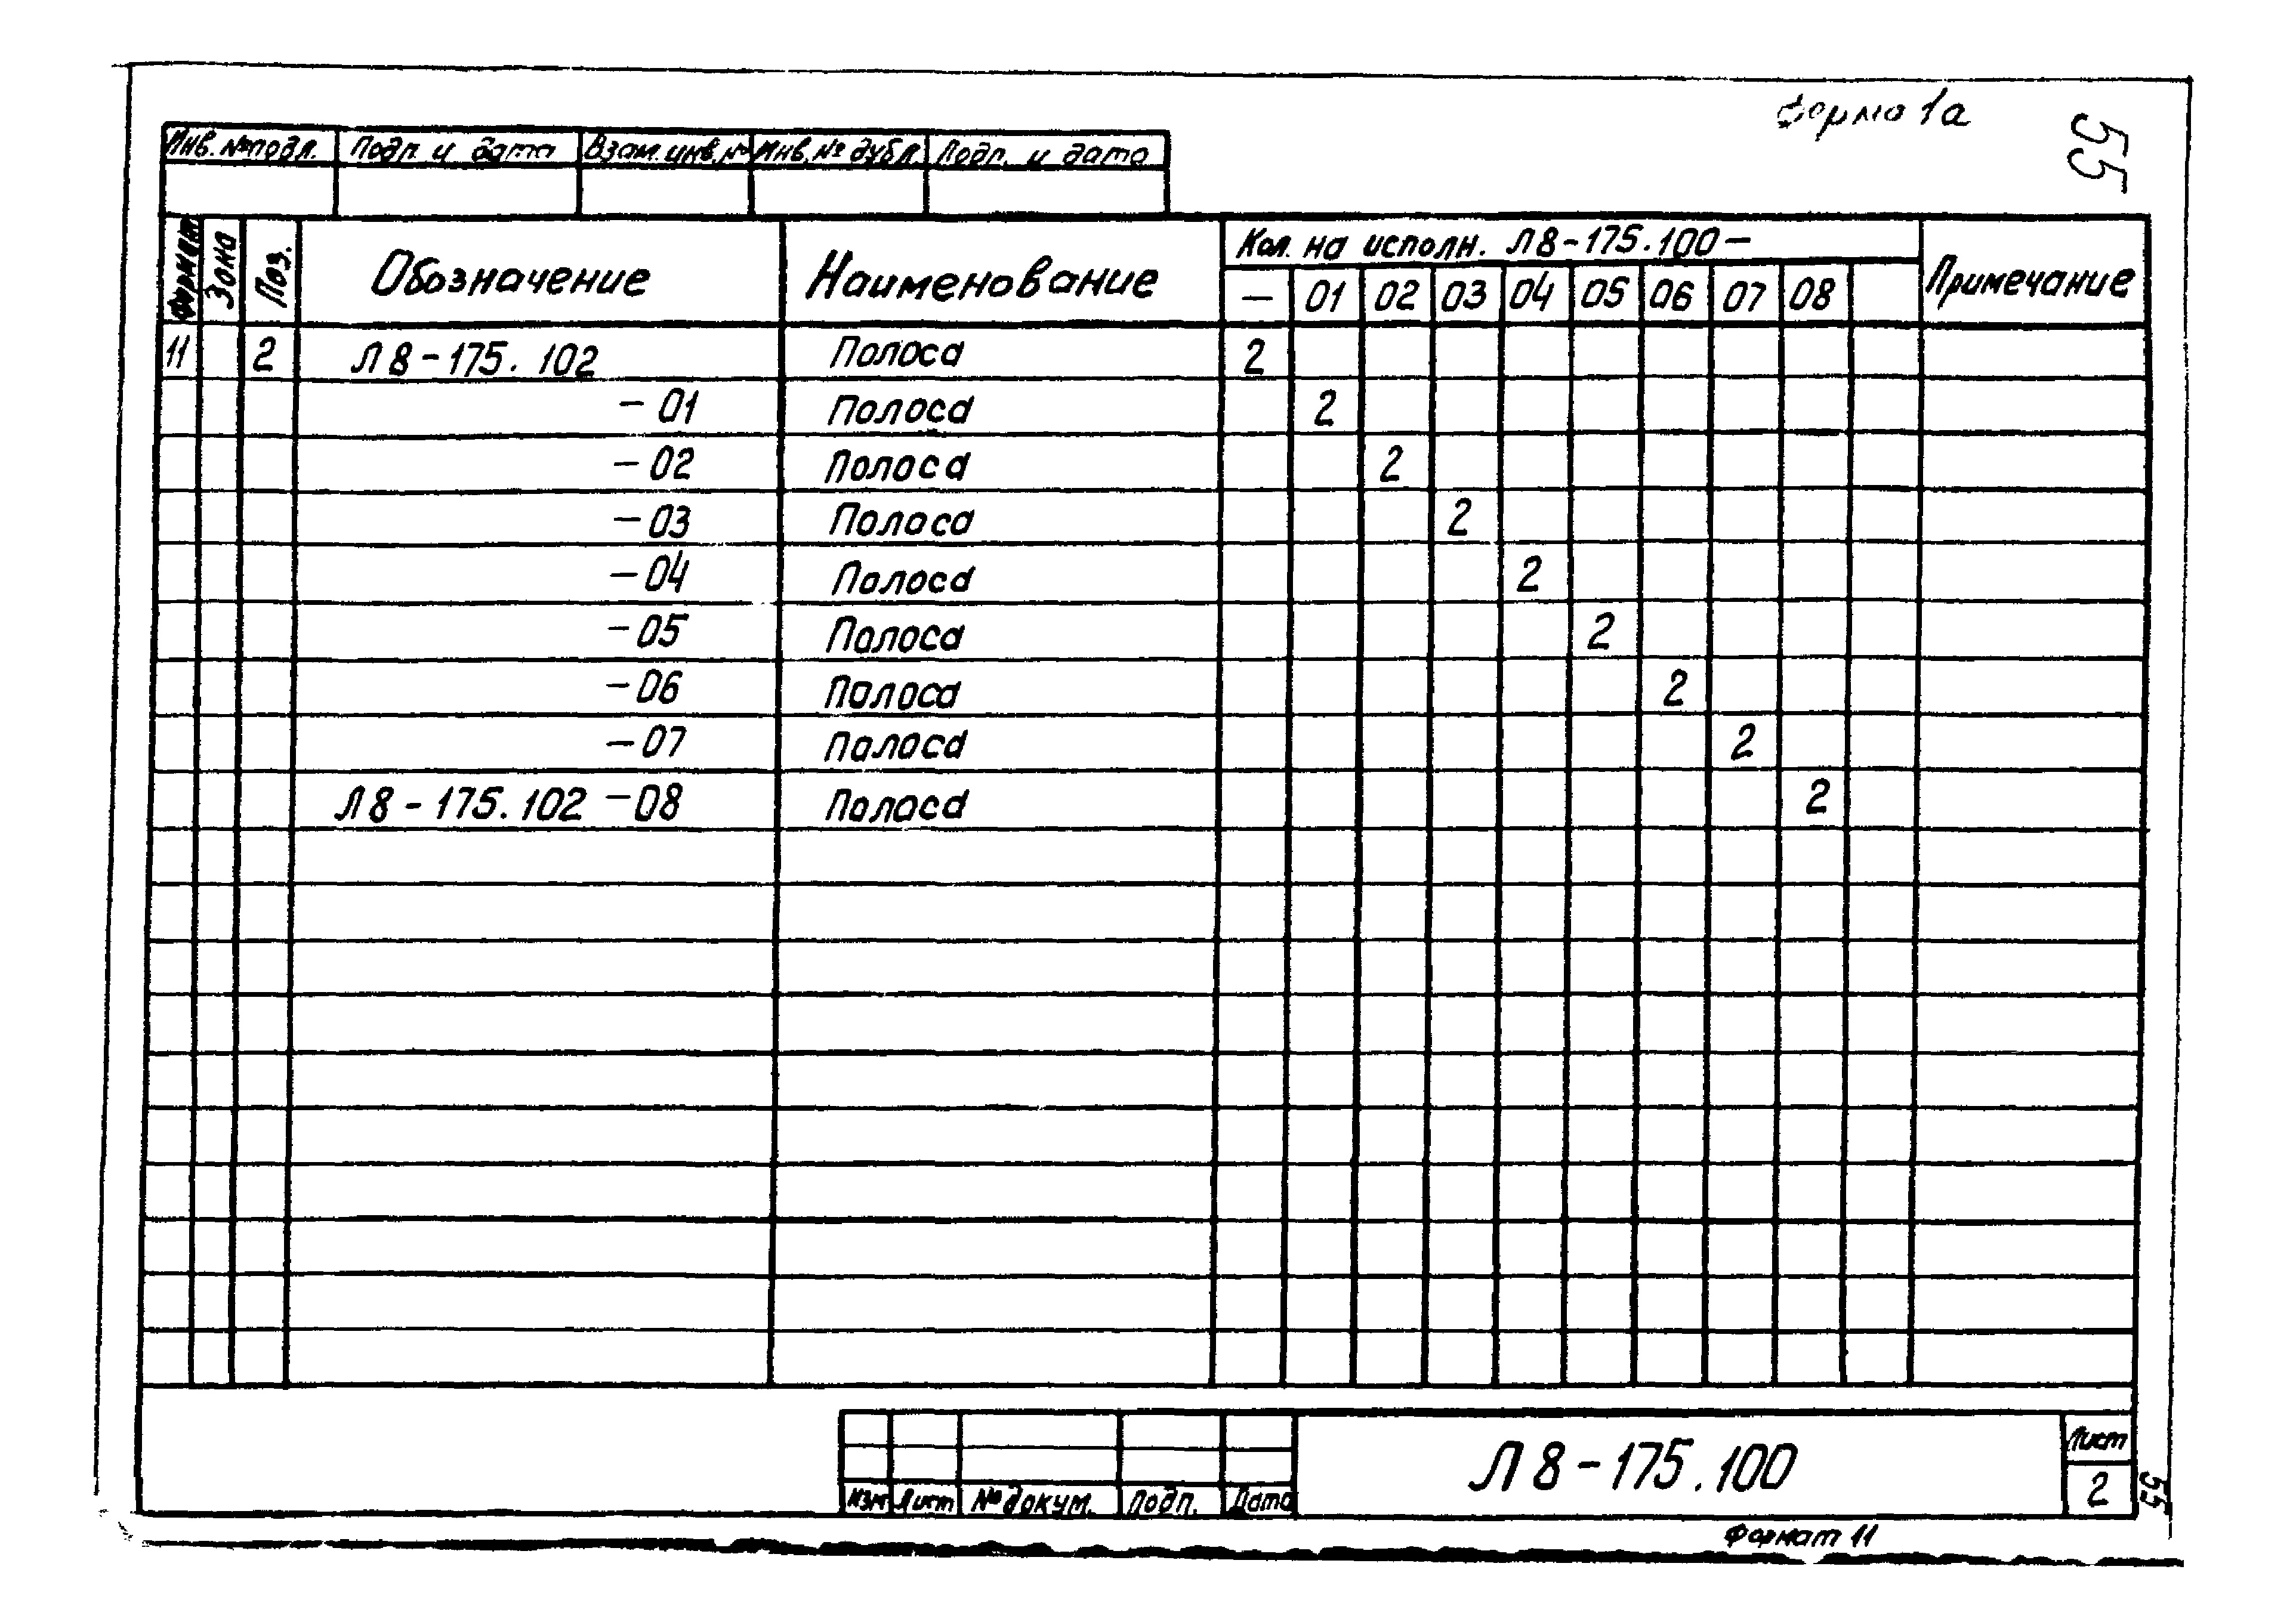 Форма 1а
55
Инв. № подл. Подп. и дата Взам. инв. № Инв. № дубл. Подп. и дата
Формат Зона Поз. Обозначение Наименование Кол. на исполн. Л8-175.100- Примечание
— 01 02 03 04 05 06 07 08
11 2 Л8-175.102 Полоса 2
-01 Полоса 2
-02 Полоса 2
-03 Полоса 2
-04 Полоса 2
-05 Полоса 2
-06 Полоса 2
-07 Полоса 2
Л8-175.102 -08 Полоса 2
Л8-175.100
Лист
2
Изм Лист № докум. Подп. Дата
55
Формат 11